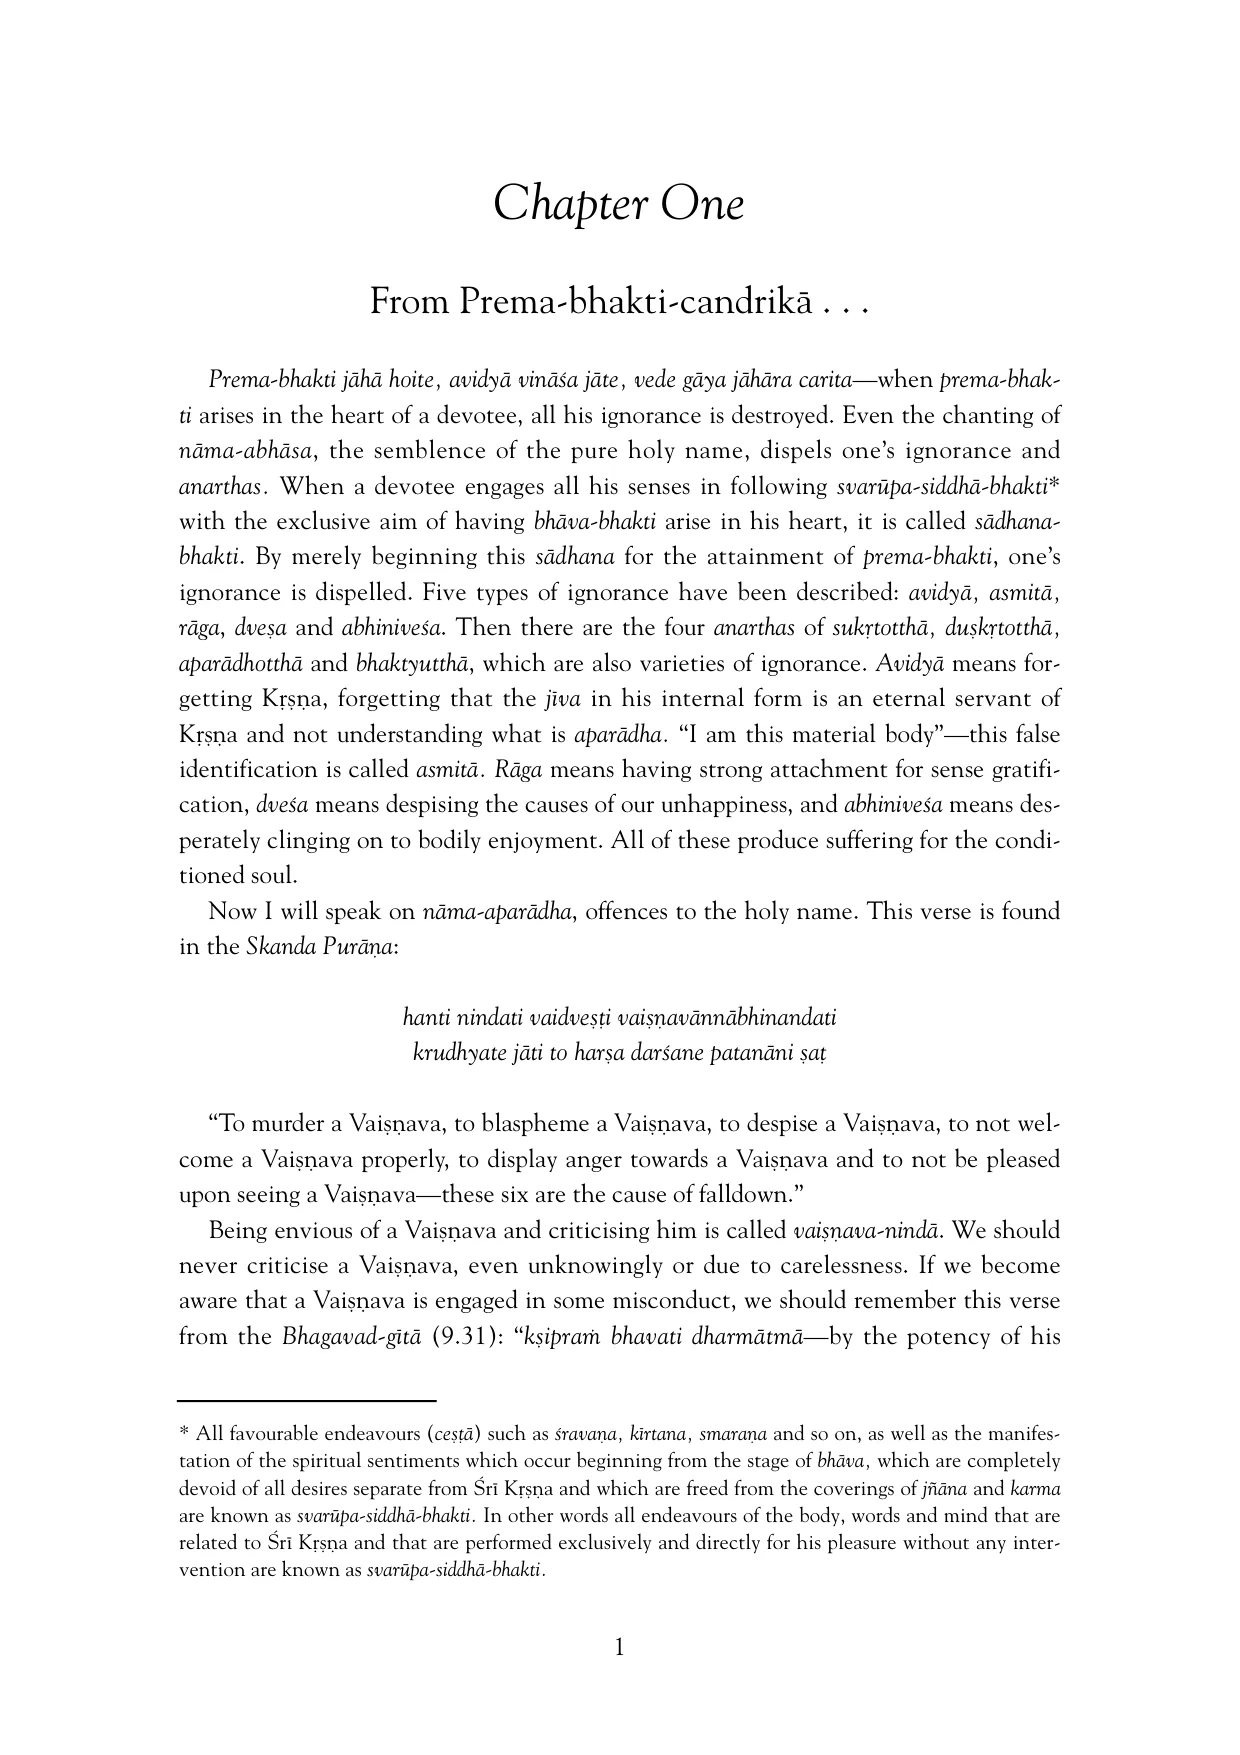 Chapter One
From Prema-bhakti-candrikā . . .
Prema-bhakti jāhā hoite, avidyā vināśa jāte, vede gāya jāhāra carita—when prema-bhak-
ti arises in the heart of a devotee, all his ignorance is destroyed. Even the chanting of
nāma-abhāsa, the semblence of the pure holy name, dispels one’s ignorance and
anarthas. When a devotee engages all his senses in following svarūpa-siddhā-bhakti*
with the exclusive aim of having bhāva-bhakti arise in his heart, it is called sādhana-
bhakti. By merely beginning this sādhana for the attainment of prema-bhakti, one’s
ignorance is dispelled. Five types of ignorance have been described: avidyā, asmitā,
rāga, dveṣa and abhiniveśa. Then there are the four anarthas of sukṛtotthā, duṣkṛtotthā,
aparādhotthā and bhaktyutthā, which are also varieties of ignorance. Avidyā means for-
getting Kṛṣṇa, forgetting that the jīva in his internal form is an eternal servant of
Kṛṣṇa and not understanding what is aparādha. “I am this material body”—this false
identification is called asmitā. Rāga means having strong attachment for sense gratifi-
cation, dveśa means despising the causes of our unhappiness, and abhiniveśa means des-
perately clinging on to bodily enjoyment. All of these produce suffering for the condi-
tioned soul.
Now I will speak on nāma-aparādha, offences to the holy name. This verse is found
in the Skanda Purāṇa:
hanti nindati vaidveṣṭi vaiṣṇavānnābhinandati
krudhyate jāti to harṣa darśane patanāni ṣaṭ
“To murder a Vaiṣṇava, to blaspheme a Vaiṣṇava, to despise a Vaiṣṇava, to not wel-
come a Vaiṣṇava properly, to display anger towards a Vaiṣṇava and to not be pleased
upon seeing a Vaiṣṇava—these six are the cause of falldown.”
Being envious of a Vaiṣṇava and criticising him is called vaiṣṇava-nindā. We should
never criticise a Vaiṣṇava, even unknowingly or due to carelessness. If we become
aware that a Vaiṣṇava is engaged in some misconduct, we should remember this verse
from the Bhagavad-gītā (9.31): “kṣipraṁ bhavati dharmātmā—by the potency of his
* All favourable endeavours (ceṣṭā) such as śravaṇa, kīrtana, smaraṇa and so on, as well as the manifes-
tation of the spiritual sentiments which occur beginning from the stage of bhāva, which are completely
devoid of all desires separate from Śrī Kṛṣṇa and which are freed from the coverings of jñāna and karma
are known as svarūpa-siddhā-bhakti. In other words all endeavours of the body, words and mind that are
related to Śrī Kṛṣṇa and that are performed exclusively and directly for his pleasure without any inter-
vention are known as svarūpa-siddhā-bhakti.
1